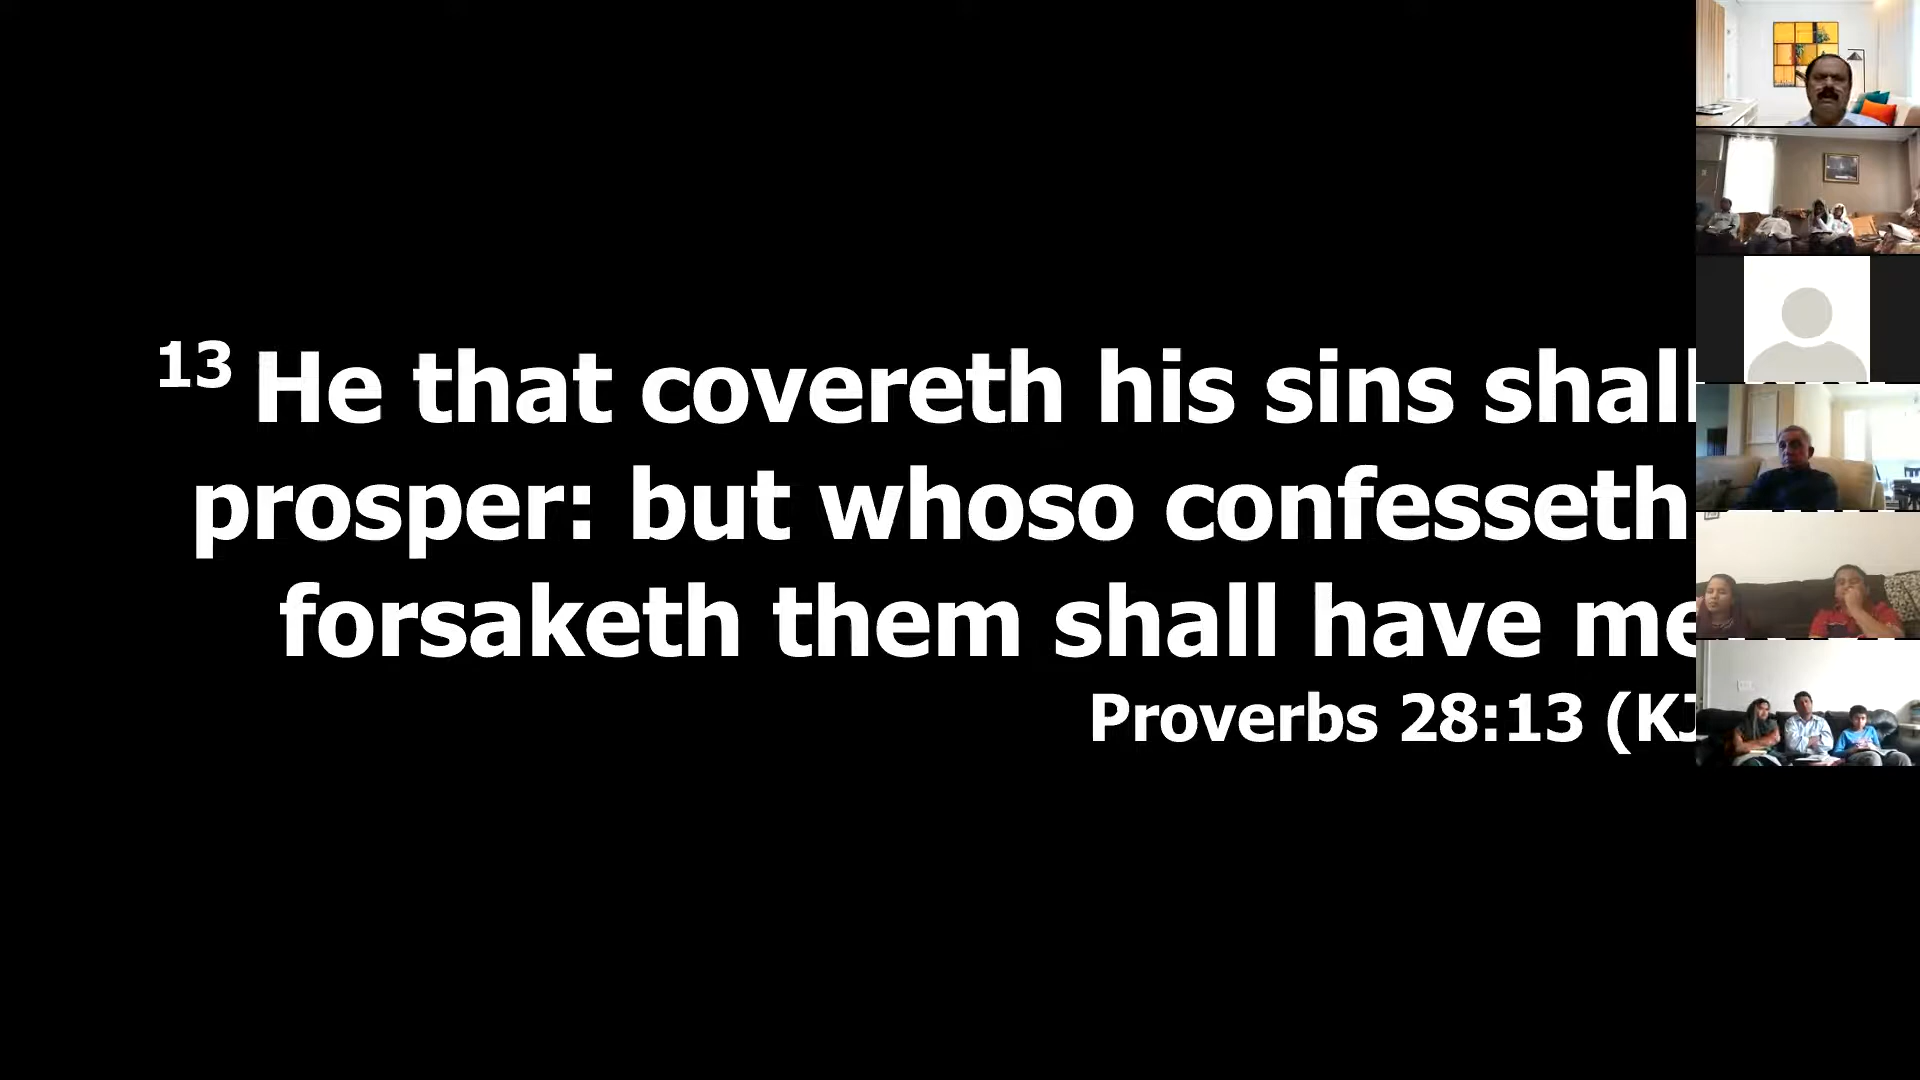 13 He that covereth his sins shall
prosper: but whoso confesseth
forsaketh them shall have me
Proverbs 28:13 (KJ